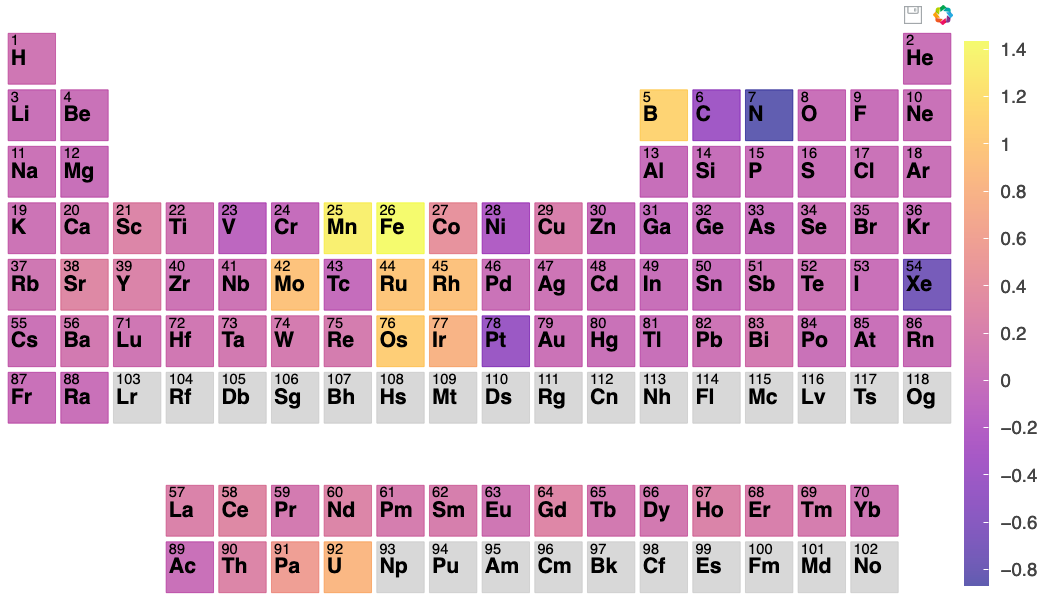 1 2
H He
3 4 5 6 7 8 9 10
Li Be B C N O F Ne
11 12 13 14 15 16 17 18
Na Mg Al Si P S Cl Ar
19 20 21 22 23 24 25 26 27 28 29 30 31 32 33 34 35 36
K Ca Sc Ti V Cr Mn Fe Co Ni Cu Zn Ga Ge As Se Br Kr
37 38 39 40 41 42 43 44 45 46 47 48 49 50 51 52 53 54
Rb Sr Y Zr Nb Mo Tc Ru Rh Pd Ag Cd In Sn Sb Te I Xe
55 56 71 72 73 74 75 76 77 78 79 80 81 82 83 84 85 86
Cs Ba Lu Hf Ta W Re Os Ir Pt Au Hg Tl Pb Bi Po At Rn
87 88 103 104 105 106 107 108 109 110 111 112 113 114 115 116 117 118
Fr Ra Lr Rf Db Sg Bh Hs Mt Ds Rg Cn Nh Fl Mc Lv Ts Og
57 58 59 60 61 62 63 64 65 66 67 68 69 70
La Ce Pr Nd Pm Sm Eu Gd Tb Dy Ho Er Tm Yb
89 90 91 92 93 94 95 96 97 98 99 100 101 102
Ac Th Pa U Np Pu Am Cm Bk Cf Es Fm Md No
1.4
1.2
1
0.8
0.6
0.4
0.2
0
−0.2
−0.4
−0.6
−0.8